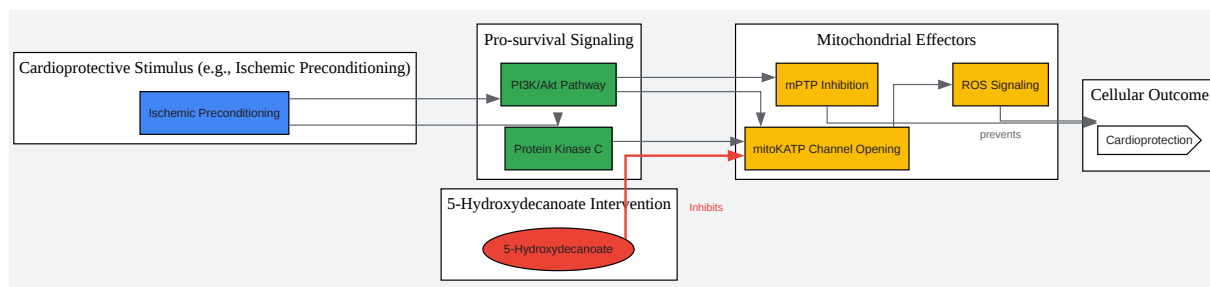 Cardioprotective Stimulus (e.g., Ischemic Preconditioning)
Ischemic Preconditioning
Pro-survival Signaling
PI3K/Akt Pathway
Protein Kinase C
5-Hydroxydecanoate Intervention
5-Hydroxydecanoate
Inhibits
Mitochondrial Effectors
mPTP Inhibition
ROS Signaling
mitoKATP Channel Opening
prevents
Cellular Outcome
Cardioprotection